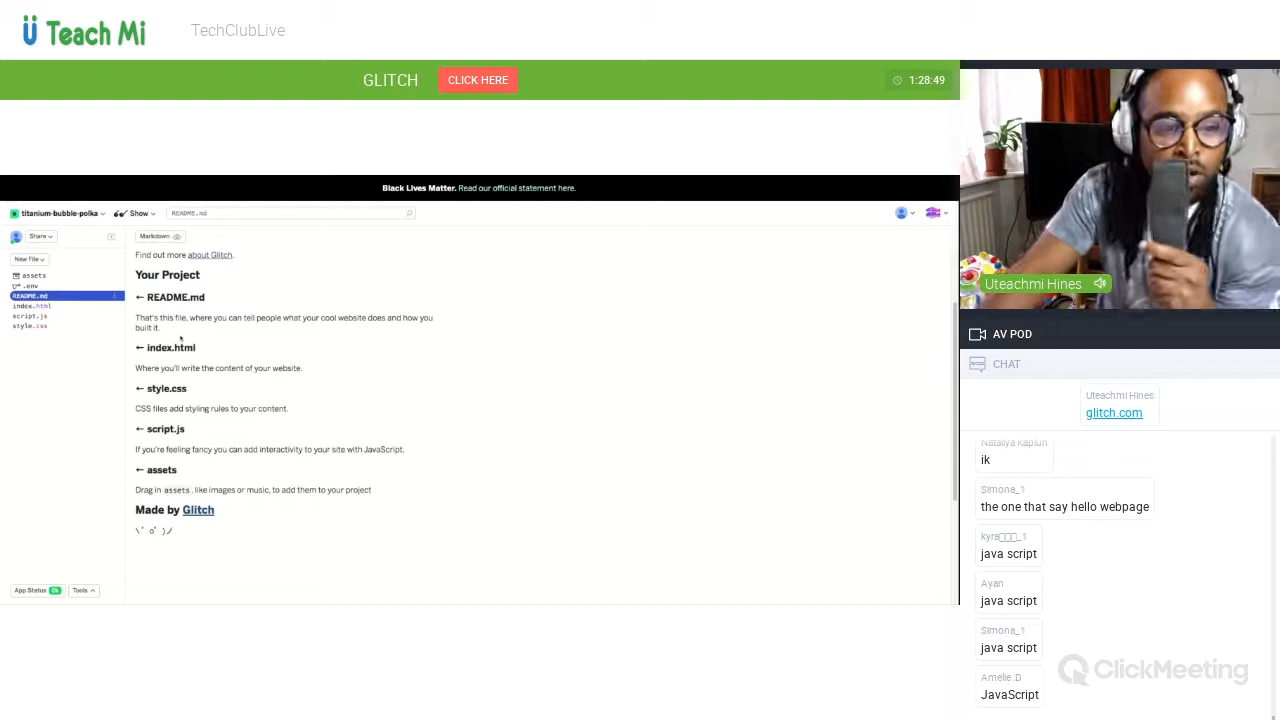 Ü Teach Mi
TechClubLive
GLITCH
CLICK HERE
1:28:49
Black Lives Matter. Read our official statement here.
titanium-bubble-polka
Show
README.md
Share
Markdown
New File
assets
.env
README.md
index.html
script.js
style.css
Find out more about Glitch.
Your Project
← README.md
That's this file, where you can tell people what your cool website does and how you
built it.
← index.html
Where you'll write the content of your website.
← style.css
CSS files add styling rules to your content.
← script.js
If you're feeling fancy you can add interactivity to your site with JavaScript.
← assets
Drag in assets, like images or music, to add them to your project
Made by Glitch
\ ゜o゜)ノ
App Status Ok
Tools
Uteachmi Hines
AV POD
CHAT
Uteachmi Hines
glitch.com
Nataliya Kaplun
ik
Simona_1
the one that say hello webpage
kyra□□□_1
java script
Ayan
java script
Simona_1
java script
Amelie :D
JavaScript
ClickMeeting